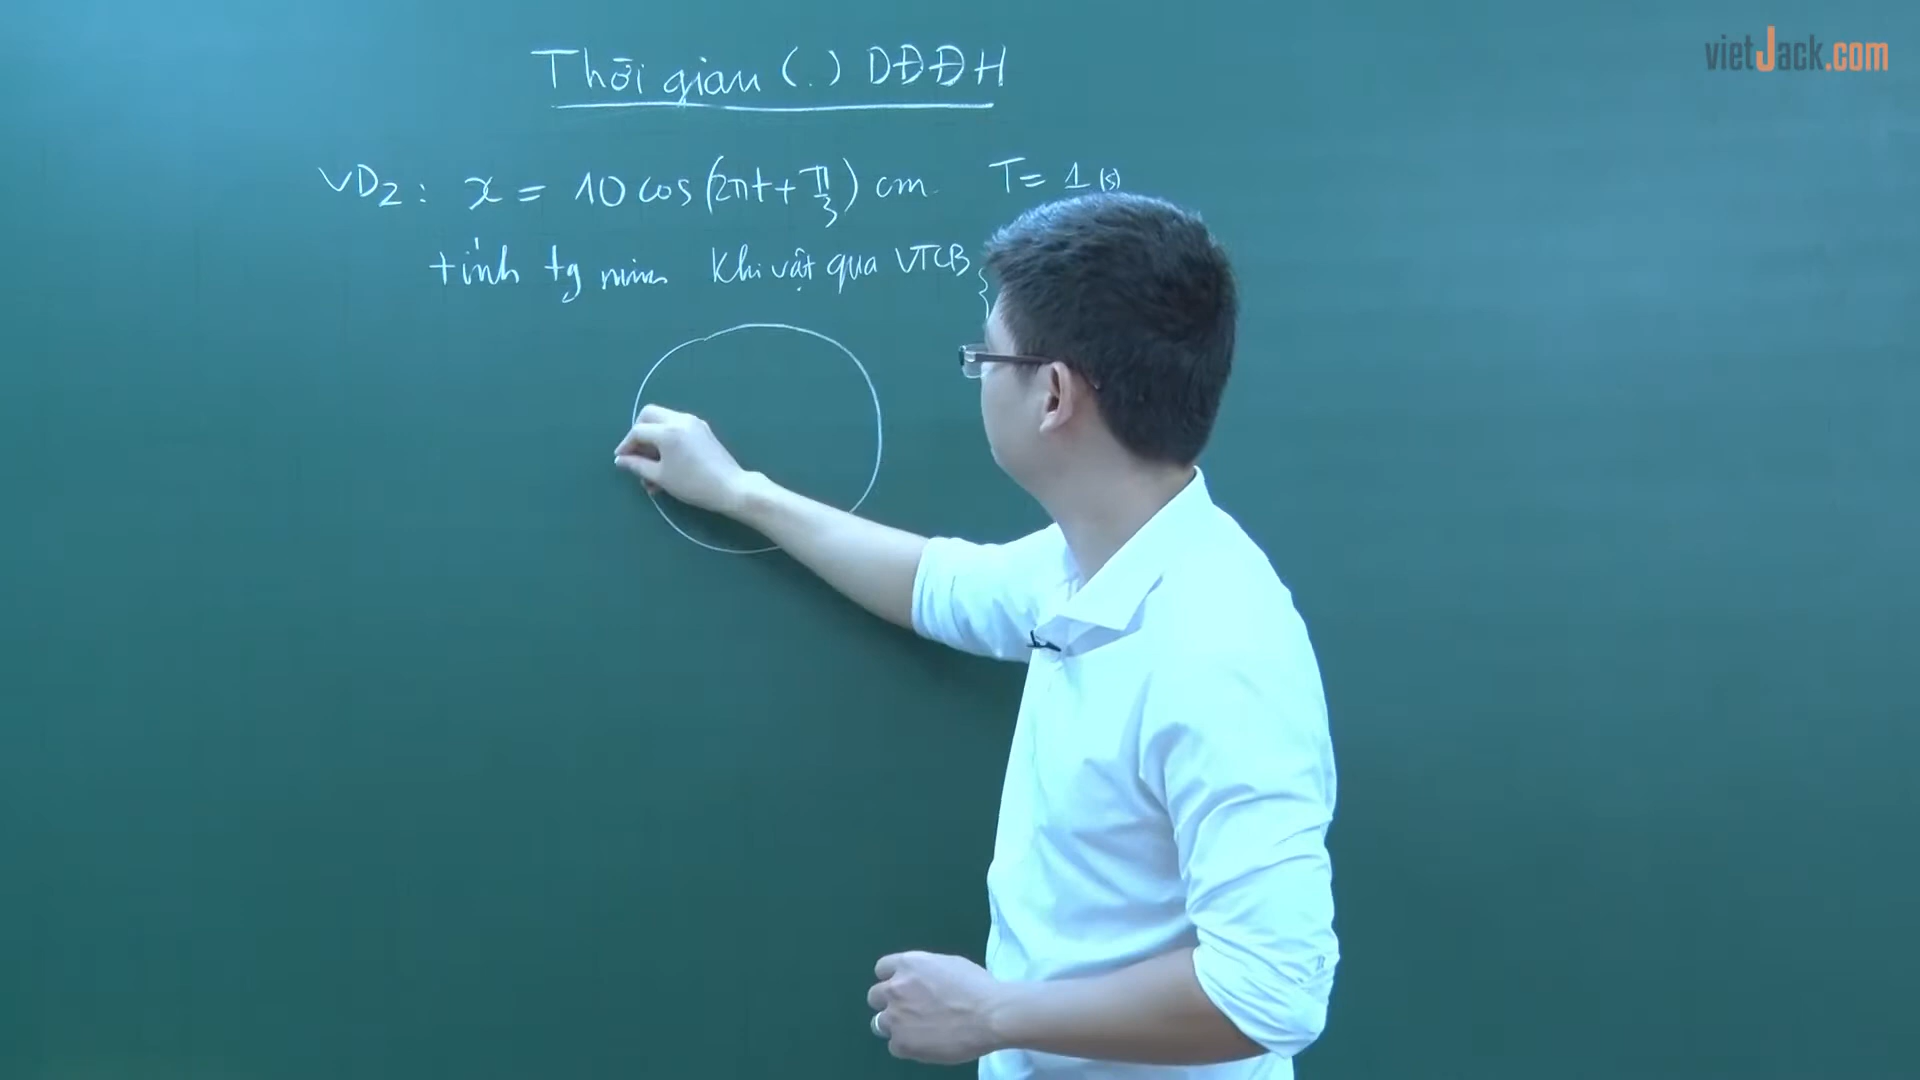 vietJack.com
Thời gian (.) DĐĐH
VD2: x = 10 cos(2πt + π/3) cm. T = 1 (s)
tính tg min khi vật qua VTCB